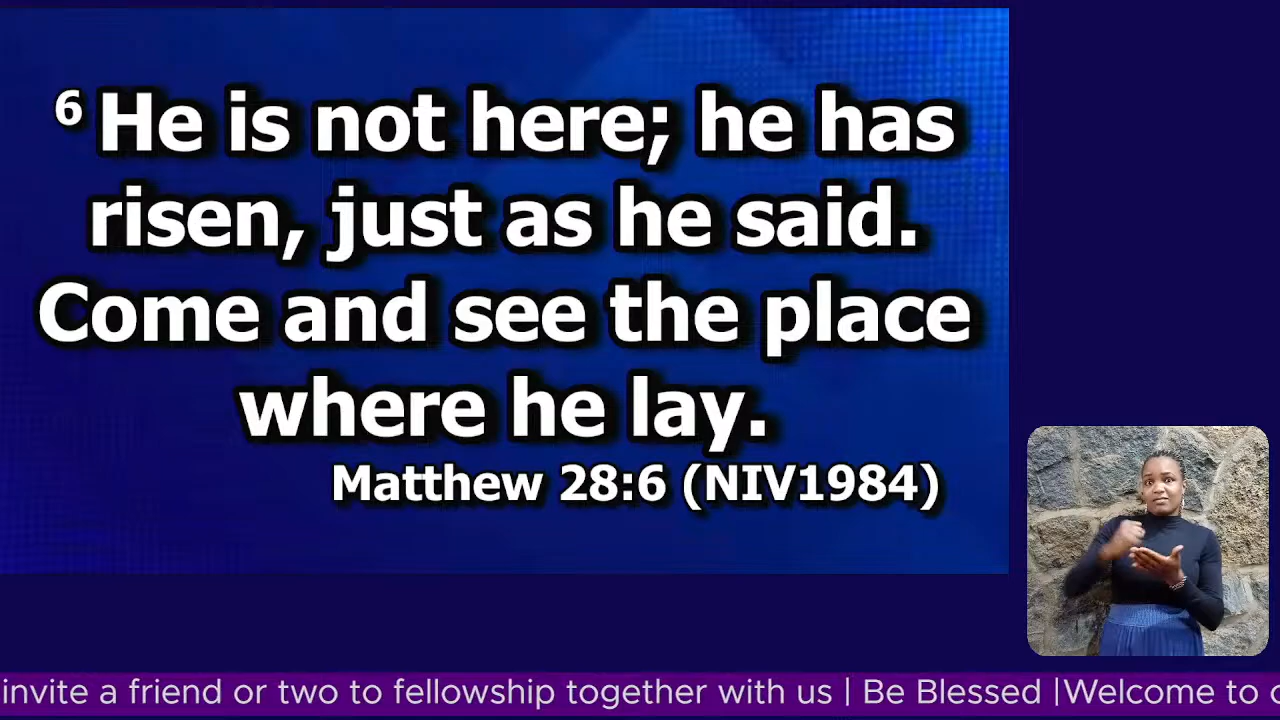 6 He is not here; he has
risen, just as he said.
Come and see the place
where he lay.
Matthew 28:6 (NIV1984)
invite a friend or two to fellowship together with us | Be Blessed |Welcome to